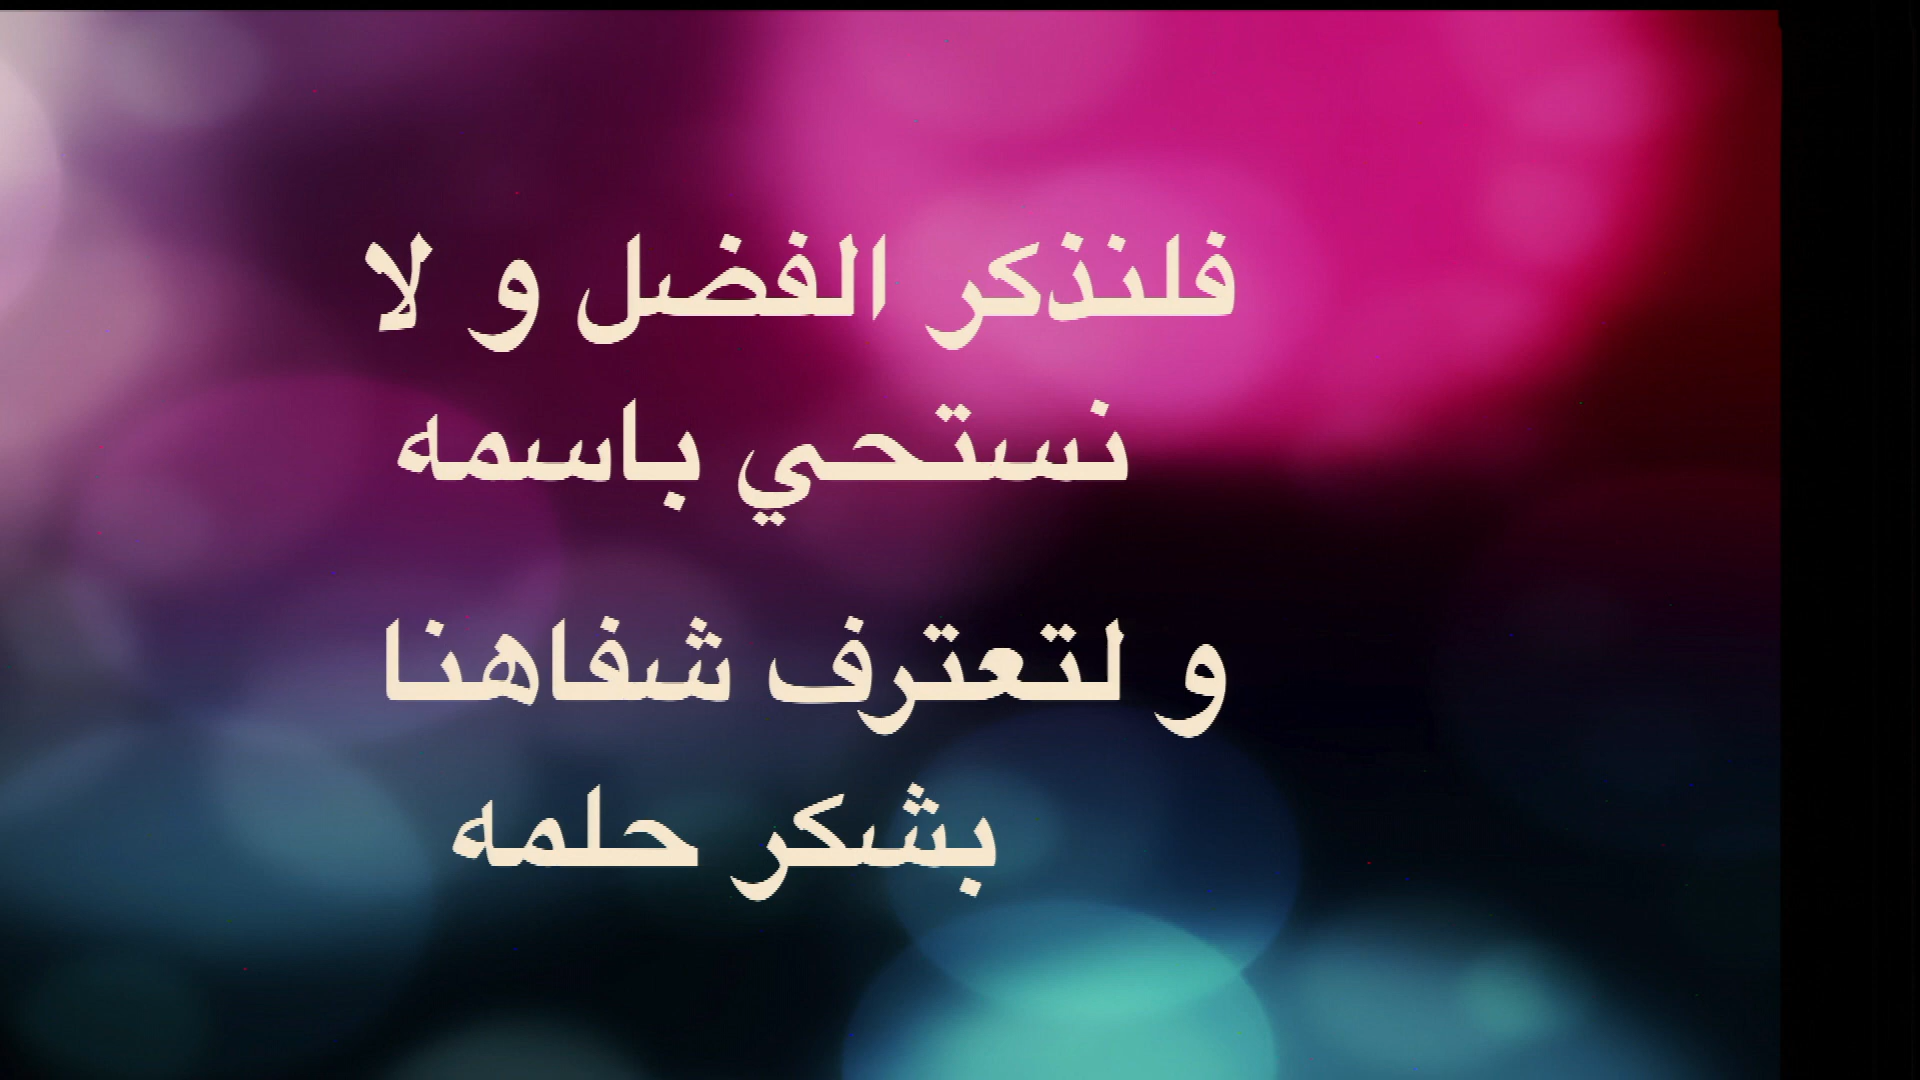 فلنذكر الفضل و لا
نستحي باسمه
و لتعترف شفاهنا
بشكر حلمه